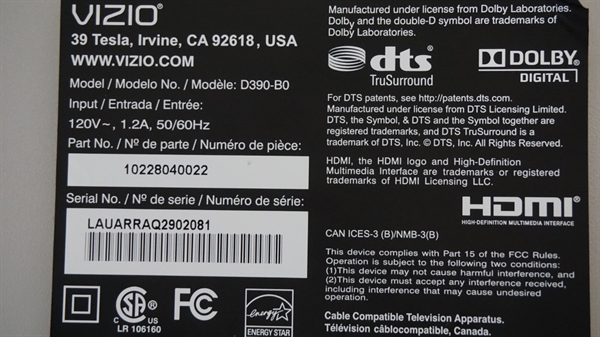 VIZIO®
39 Tesla, Irvine, CA 92618, USA
WWW.VIZIO.COM
Model / Modelo No. / Modèle: D390-B0
Input / Entrada / Entrée:
120V~, 1.2A, 50/60Hz
Part No. / Nº de parte / Numéro de pièce:
10228040022
Serial No. / Nº de serie / Numéro de série:
LAUARRAQ2902081
SA
LR 106160
FC
energy
ENERGY STAR
Manufactured under license from Dolby Laboratories.
Dolby and the double-D symbol are trademarks of
Dolby Laboratories.
dts
TruSurround
DOLBY
DIGITAL
For DTS patents, see http://patents.dts.com.
Manufactured under license from DTS Licensing Limited.
DTS, the Symbol, & DTS and the Symbol together are
registered trademarks, and DTS TruSurround is a
trademark of DTS, Inc. © DTS, Inc. All Rights Reserved.
HDMI, the HDMI logo and High-Definition
Multimedia Interface are trademarks or registered
trademarks of HDMI Licensing LLC.
HDMI
HIGH-DEFINITION MULTIMEDIA INTERFACE
CAN ICES-3 (B)/NMB-3(B)
This device complies with Part 15 of the FCC Rules.
Operation is subject to the following two conditions:
(1)This device may not cause harmful interference, and
(2)This device must accept any interference received,
including interference that may cause undesired
operation.
Cable Compatible Television Apparatus.
Télévision câblocompatible, Canada.